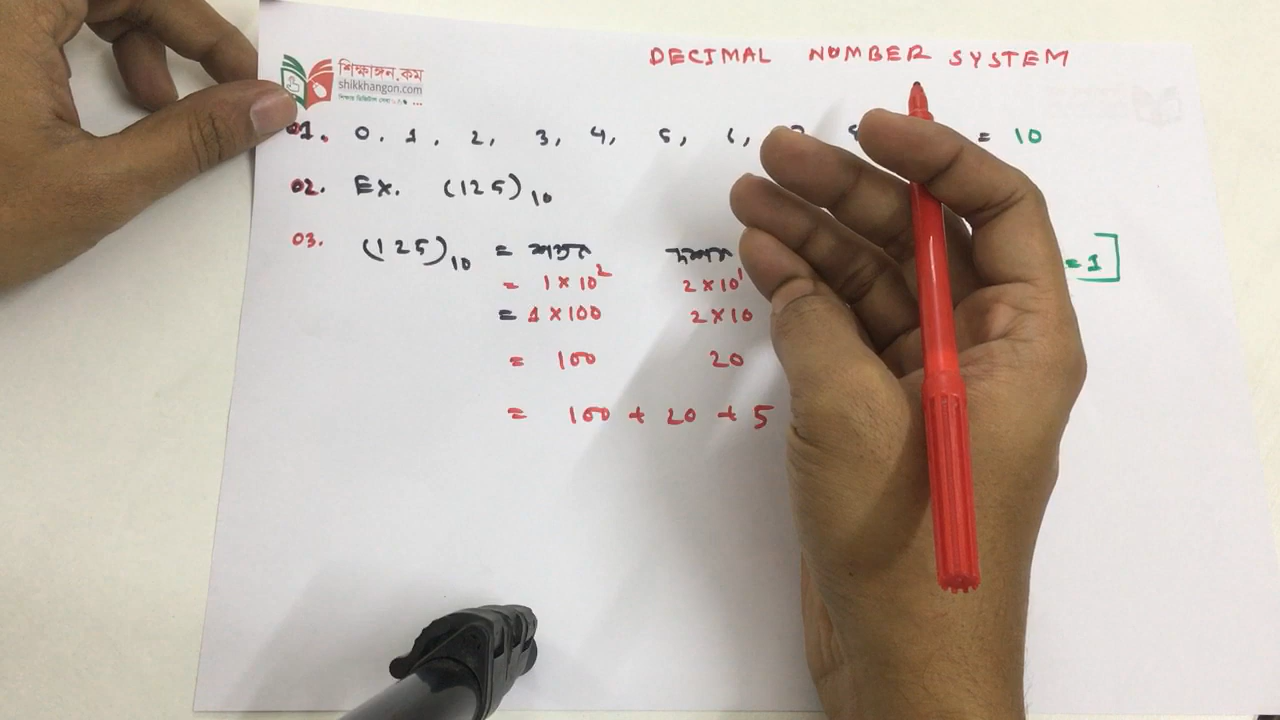 DECIMAL NUMBER SYSTEM
শিক্ষাঙ্গন.কম
shikkhangon.com
01. 0, 1, 2, 3, 4, 5, 6, = 10
02. Ex. (125)10
03. (125)10 = শতক দশক = 1]
= 1 × 10² 2 × 10¹
= 1 × 100 2 × 10
= 100 20
= 100 + 20 + 5